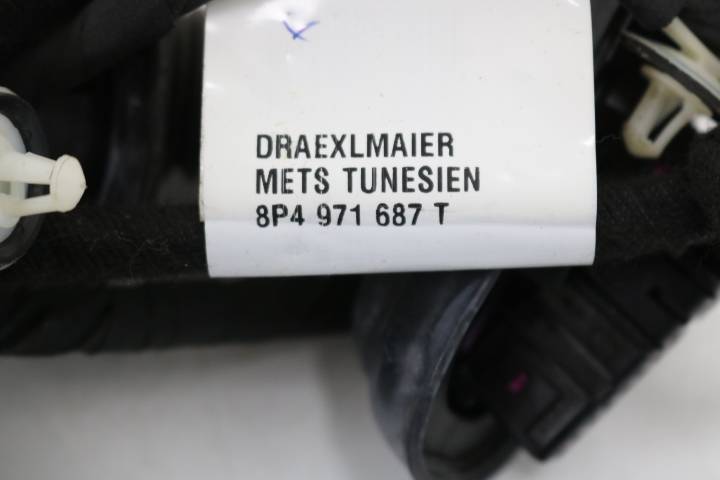 DRAEXLMAIER
METS TUNESIEN
8P4 971 687 T